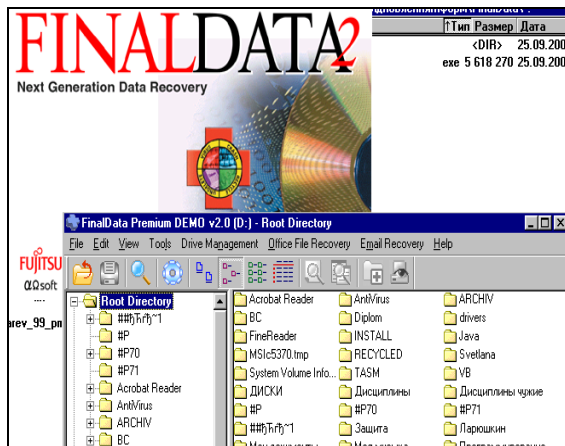 FINALDATA2
Next Generation Data Recovery
↑Тип Размер Дата
<DIR> 25.09.200
exe 5 618 270 25.09.200
FUJITSU
αΩsoft
FinalData Premium DEMO v2.0 (D:) - Root Directory
File Edit View Tools Drive Management Office File Recovery Email Recovery Help
Root Directory
#P
#P70
#P71
Acrobat Reader
AntiVirus
ARCHIV
BC
Acrobat Reader AntiVirus ARCHIV
BC Diplom drivers
FineReader INSTALL Java
MSIc5370.tmp RECYCLED Svetlana
System Volume Info... TASM VB
ДИСКИ Дисциплины Дисциплины чужие
#P #P70 #P71
Защита Ларюшкин